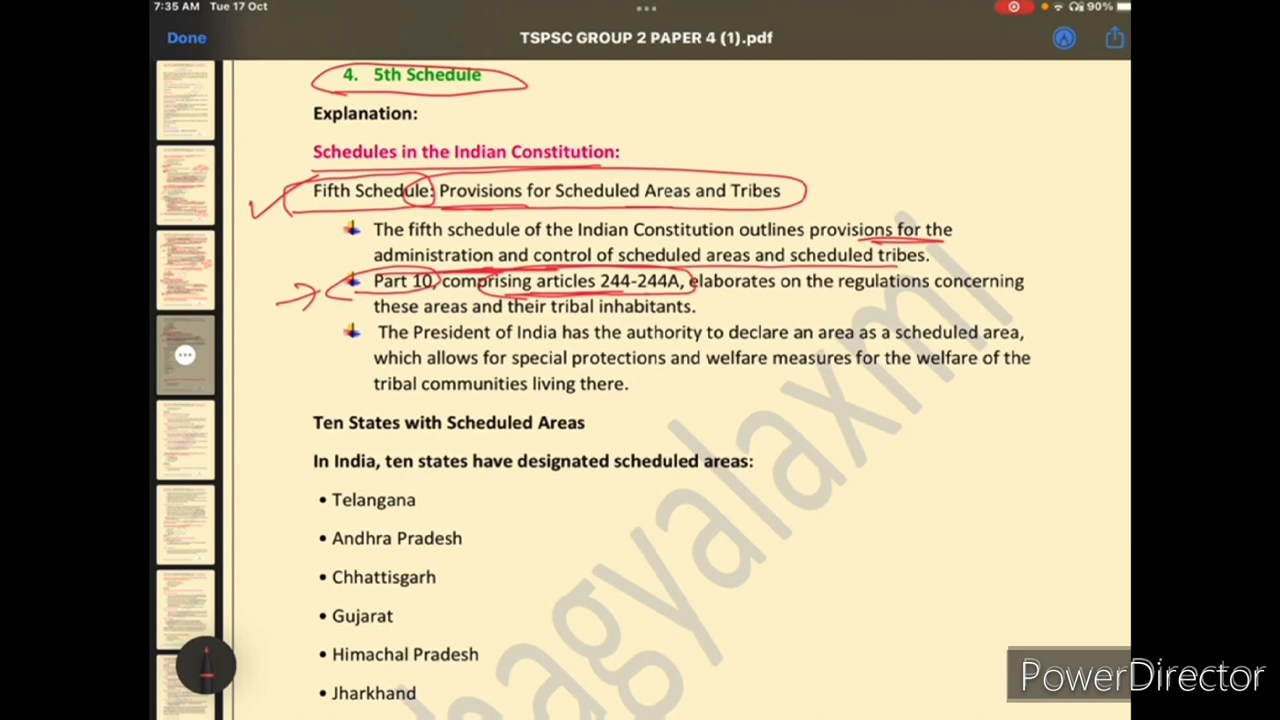 7:35 AM Tue 17 Oct
90%
Done
TSPSC GROUP 2 PAPER 4 (1).pdf
4. 5th Schedule
Explanation:
Schedules in the Indian Constitution:
Fifth Schedule: Provisions for Scheduled Areas and Tribes
The fifth schedule of the Indian Constitution outlines provisions for the
administration and control of scheduled areas and scheduled tribes.
Part 10, comprising articles 244-244A, elaborates on the regulations concerning
these areas and their tribal inhabitants.
The President of India has the authority to declare an area as a scheduled area,
which allows for special protections and welfare measures for the welfare of the
tribal communities living there.
Ten States with Scheduled Areas
In India, ten states have designated scheduled areas:
• Telangana
• Andhra Pradesh
• Chhattisgarh
• Gujarat
• Himachal Pradesh
• Jharkhand
hagyalaxmi
PowerDirector